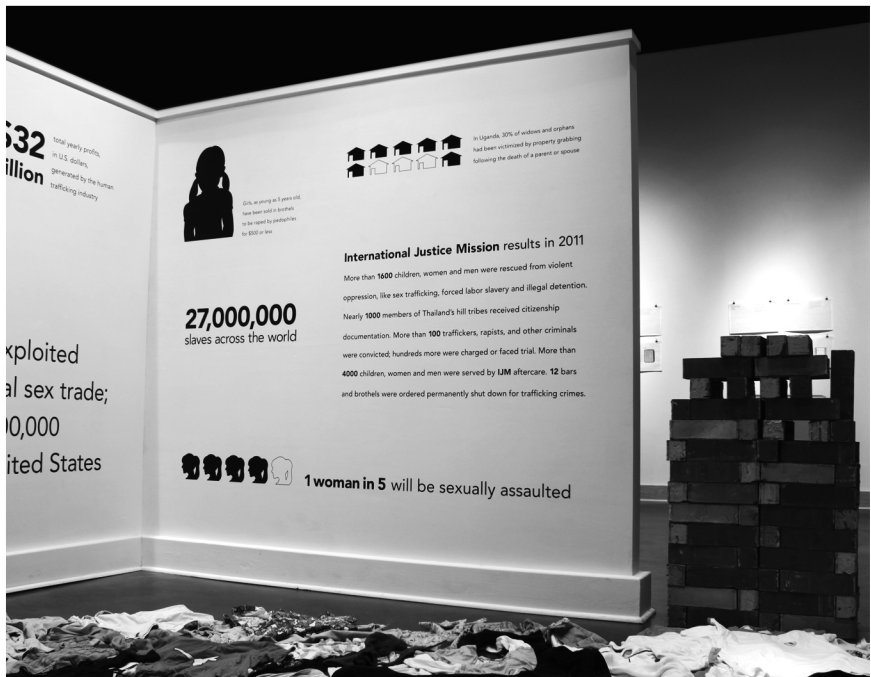 $32
illion
total yearly profits,
in U.S. dollars,
generated by the human
trafficking industry
xploited
al sex trade;
00,000
ited States
Girls, as young as 3 years old,
have been sold in brothels
to be raped by pedophiles
for $500 or less
27,000,000
slaves across the world
In Uganda, 30% of widows and orphans
had been victimized by property grabbing
following the death of a parent or spouse
International Justice Mission results in 2011
More than 1600 children, women and men were rescued from violent
oppression, like sex trafficking, forced labor slavery and illegal detention.
Nearly 1000 members of Thailand's hill tribes received citizenship
documentation. More than 100 traffickers, rapists, and other criminals
were convicted; hundreds more were charged or faced trial. More than
4000 children, women and men were served by IJM aftercare. 12 bars
and brothels were ordered permanently shut down for trafficking crimes.
1 woman in 5 will be sexually assaulted